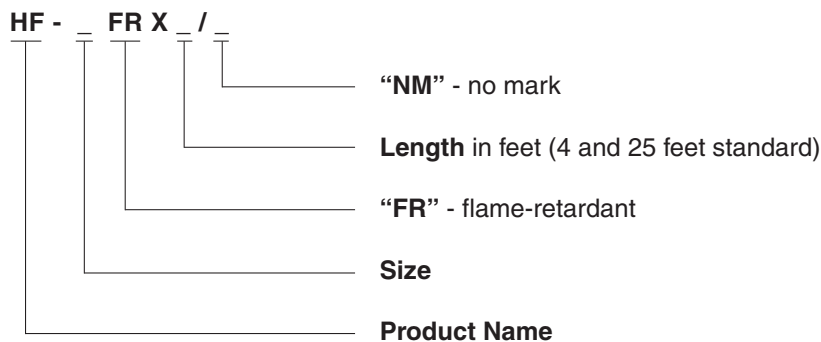 HF - _ FR X _ / _
“NM” - no mark
Length in feet (4 and 25 feet standard)
“FR” - flame-retardant
Size
Product Name